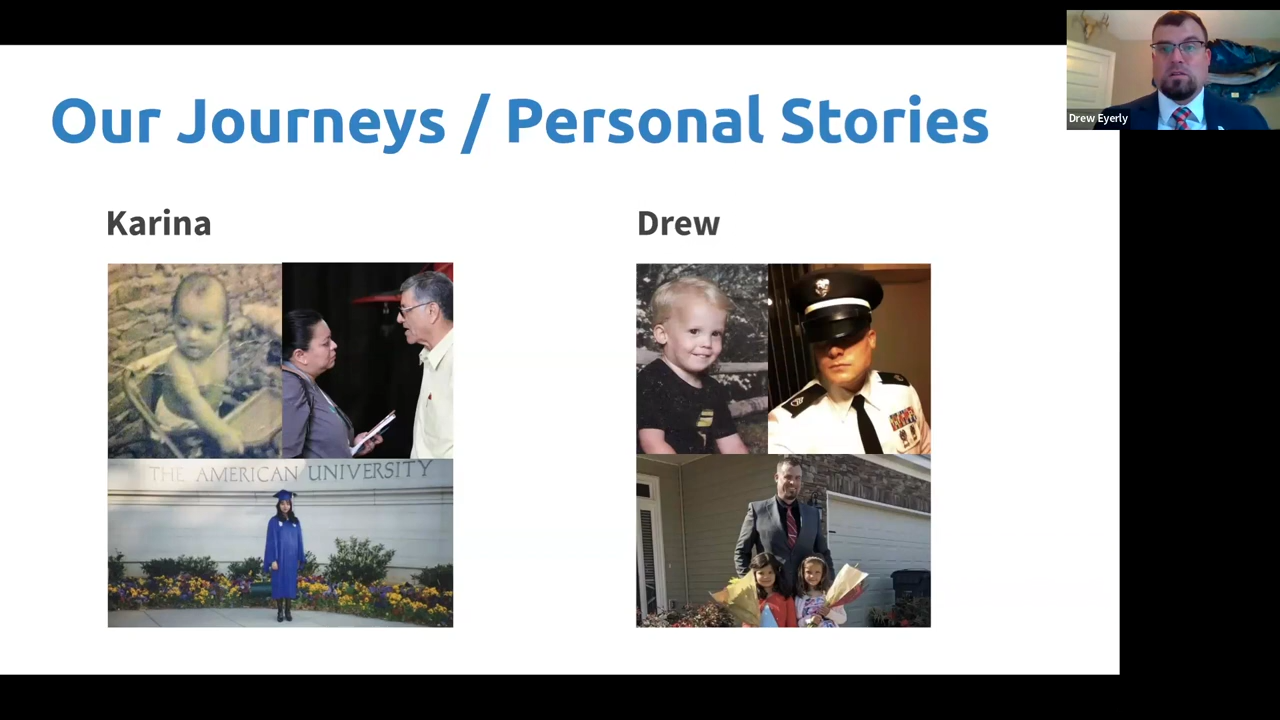 Our Journeys / Personal Stories
Drew Eyerly
Karina
Drew
THE AMERICAN UNIVERSITY